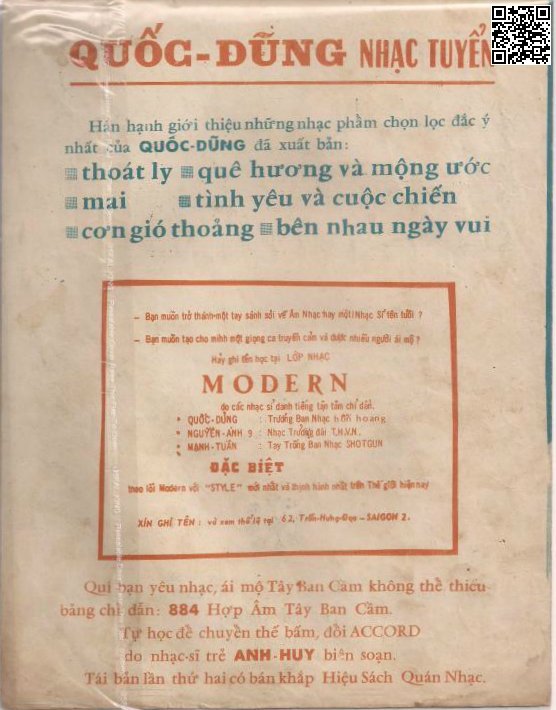 QUỐC-DŨNG NHẠC TUYỂN
Hân hạnh giới thiệu những nhạc phẩm chọn lọc đắc ý
nhất của QUỐC-DŨNG đã xuất bản:
thoát ly quê hương và mộng ước
mai tình yêu và cuộc chiến
cơn gió thoảng bên nhau ngày vui
– Bạn muốn trở thành một tay sành sỏi về Âm Nhạc hay một Nhạc Sĩ tên tuổi ?
– Bạn muốn tạo cho mình một giọng ca truyền cảm và được nhiều người ái mộ ?
Hãy ghi tên học tại LỚP NHẠC
MODERN
do các nhạc sĩ danh tiếng tận tâm chỉ dẫn.
* QUỐC-DŨNG : Trưởng Ban Nhạc hải hoang
* NGUYỄN-ÁNH 9 : Nhạc Trưởng đài T.H.V.N.
* MẠNH-TUẤN : Tay Trống Ban Nhạc SHOTGUN
ĐẶC BIỆT
theo lối Modern với "STYLE" mới nhất và thịnh hành nhất trên Thế giới hiện nay
XIN GHI TÊN : và xem thể lệ tại 62, Trần-Hưng-Đạo – SAIGON 2.
Quí bạn yêu nhạc, ái mộ Tây Ban Cầm không thể thiếu
bảng chỉ dẫn: 884 Hợp Âm Tây Ban Cầm.
Tự học để chuyền thế bấm, đổi ACCORD
do nhạc-sĩ trẻ ANH-HUY biên soạn.
Tái bản lần thứ hai có bán khắp Hiệu Sách Quán Nhạc.